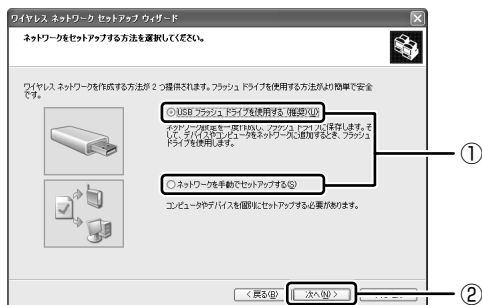 ワイヤレス ネットワーク セットアップ ウィザード
ネットワークをセットアップする方法を選択してください。
ワイヤレス ネットワークを作成する方法が 2 つ提供されます。フラッシュ ドライブを使用する方法がより簡単で安全
です。
USB フラッシュ ドライブを使用する (推奨)(U)
ネットワーク設定を一度作成し、フラッシュ ドライブに保存します。そ
して、デバイスやコンピュータをネットワークに追加するとき、フラッシュ
ドライブを使用します。
①
ネットワークを手動でセットアップする(S)
コンピュータやデバイスを個別にセットアップする必要があります。
< 戻る(B)
次へ(N) >
②